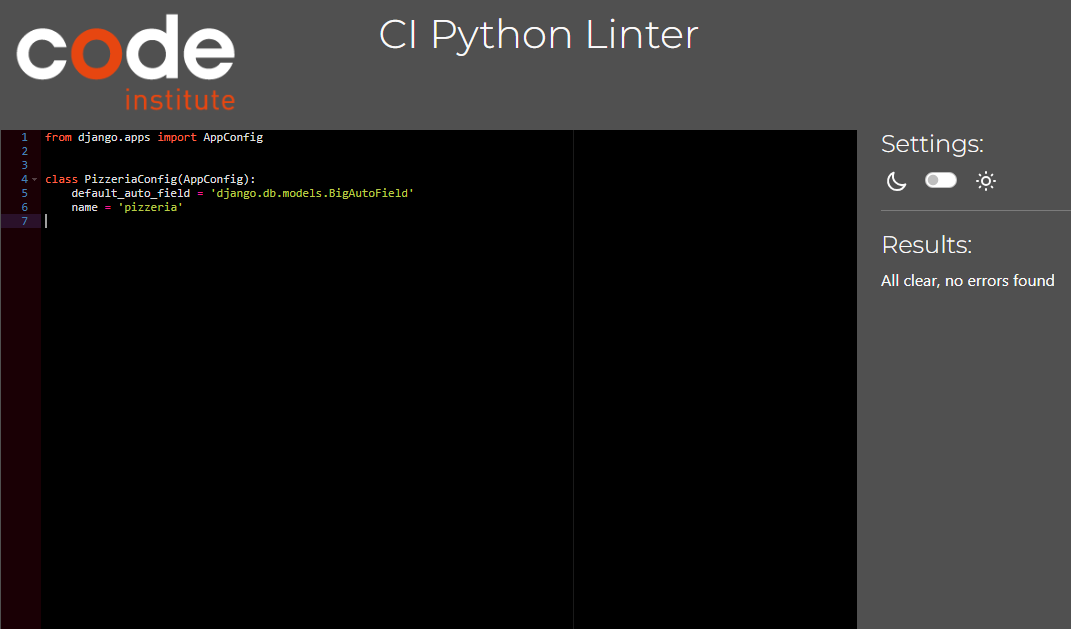 code
institute
CI Python Linter
1 from django.apps import AppConfig
2
3
4 class PizzeriaConfig(AppConfig):
5     default_auto_field = 'django.db.models.BigAutoField'
6     name = 'pizzeria'
7
Settings:
Results:
All clear, no errors found